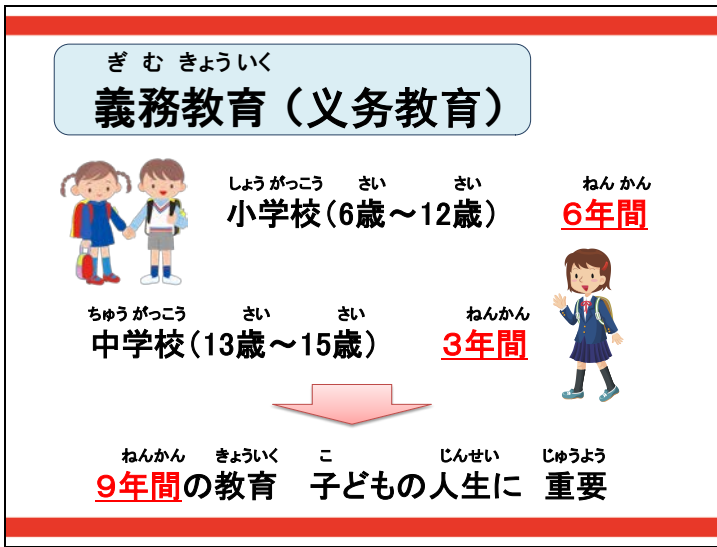 ぎ む きょういく
義務教育（义务教育）
しょう がっこう さい さい ねん かん
小学校（6歳～12歳） ６年間
ちゅう がっこう さい さい ねんかん
中学校（13歳～15歳） ３年間
ねんかん きょういく こ じんせい じゅうよう
９年間の教育 子どもの人生に 重要